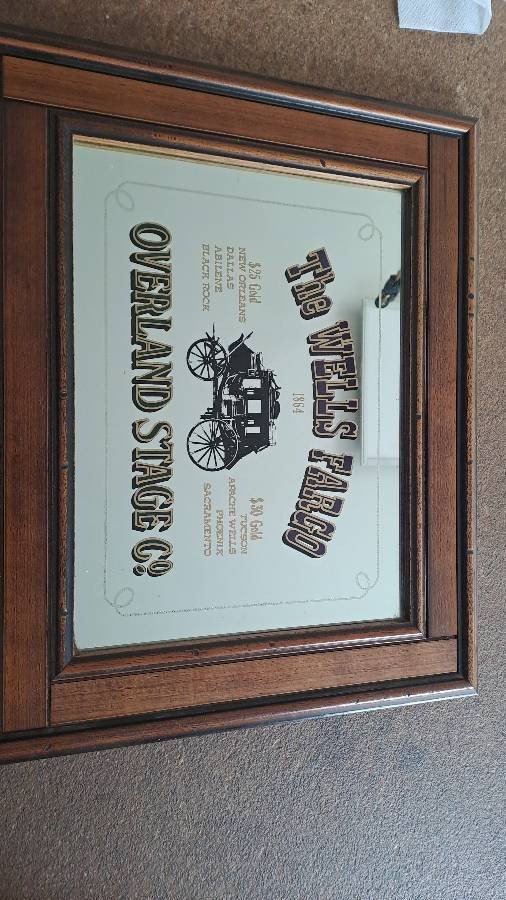 The WELLS FARGO
1864
$25 Gold
NEW ORLEANS
DALLAS
ABILENE
BLACK ROCK
$30 Gold
TUCSON
APACHE WELLS
PHOENIX
SACRAMENTO
OVERLAND STAGE Co.